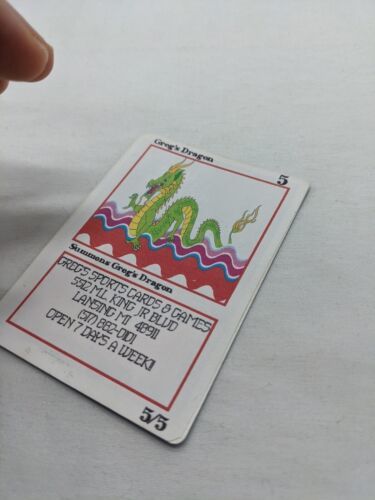 Greg's Dragon
5
Summons Greg's Dragon
GREG'S SPORTS CARDS & GAMES
5512 M.L. KING JR BLVD
LANSING MI 48911
(517) 882-0101
OPEN 7 DAYS A WEEK!
5/5